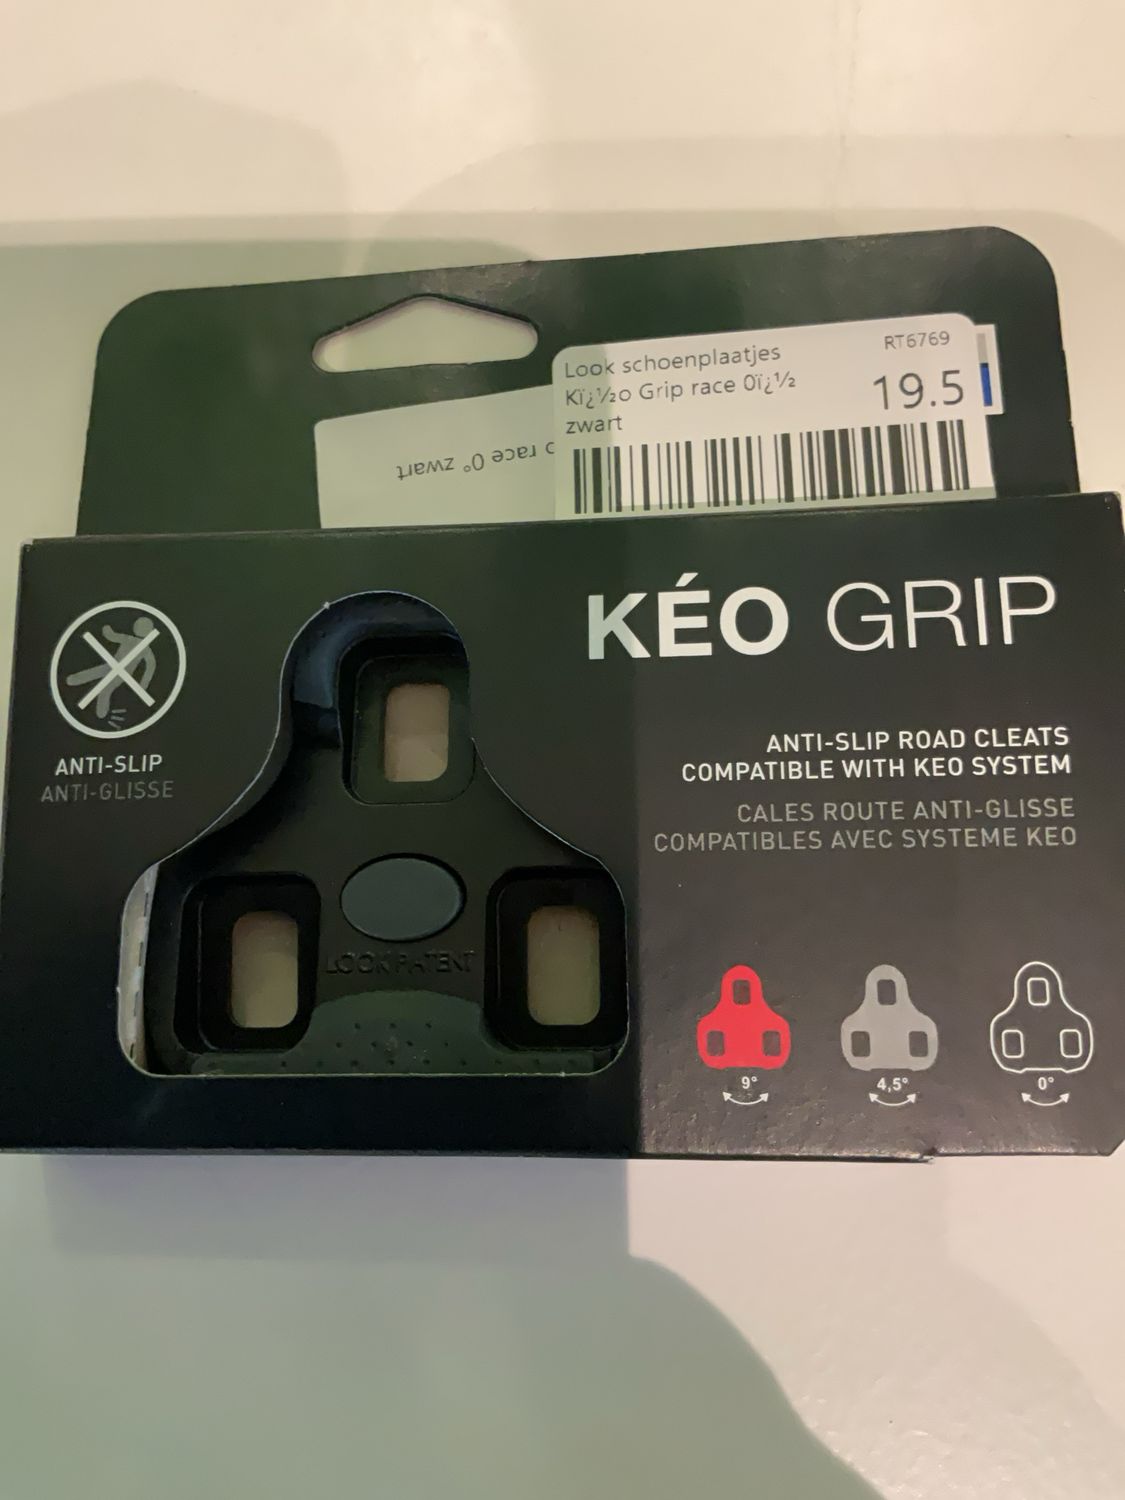 Look schoenplaatjes
RT6769
Kï¿½o Grip race 0ï¿½
19.5
zwart
race 0° zwart
KÉO GRIP
ANTI-SLIP
ANTI-GLISSE
ANTI-SLIP ROAD CLEATS
COMPATIBLE WITH KEO SYSTEM
CALES ROUTE ANTI-GLISSE
COMPATIBLES AVEC SYSTEME KEO
LOOK PATENT
9°
4,5°
0°